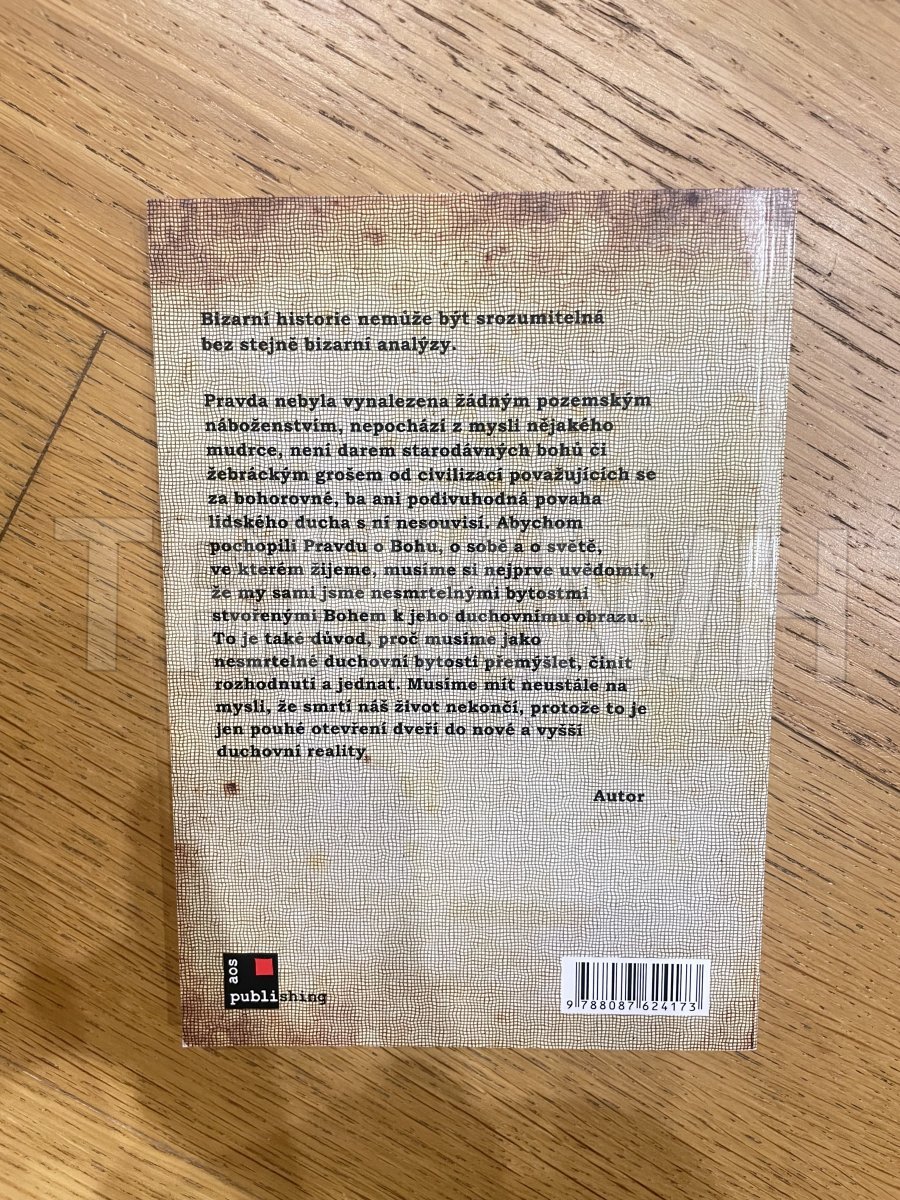 Bizarní historie nemůže být srozumitelná
bez stejně bizarní analýzy.
Pravda nebyla vynalezena žádným pozemským
náboženstvím, nepochází z mysli nějakého
mudrce, není darem starodávných bohů či
žebráckým grošem od civilizací považujících se
za bohorovné, ba ani podivuhodná povaha
lidského ducha s ní nesouvisí. Abychom
pochopili Pravdu o Bohu, o sobě a o světě,
ve kterém žijeme, musíme si nejprve uvědomit,
že my sami jsme nesmrtelnými bytostmi
stvořenými Bohem k jeho duchovnímu obrazu.
To je také důvod, proč musíme jako
nesmrtelné duchovní bytosti přemýšlet, činit
rozhodnutí a jednat. Musíme mít neustále na
mysli, že smrtí náš život nekončí, protože to je
jen pouhé otevření dveří do nové a vyšší
duchovní reality.
Autor
aos
publishing
9 788087 624173